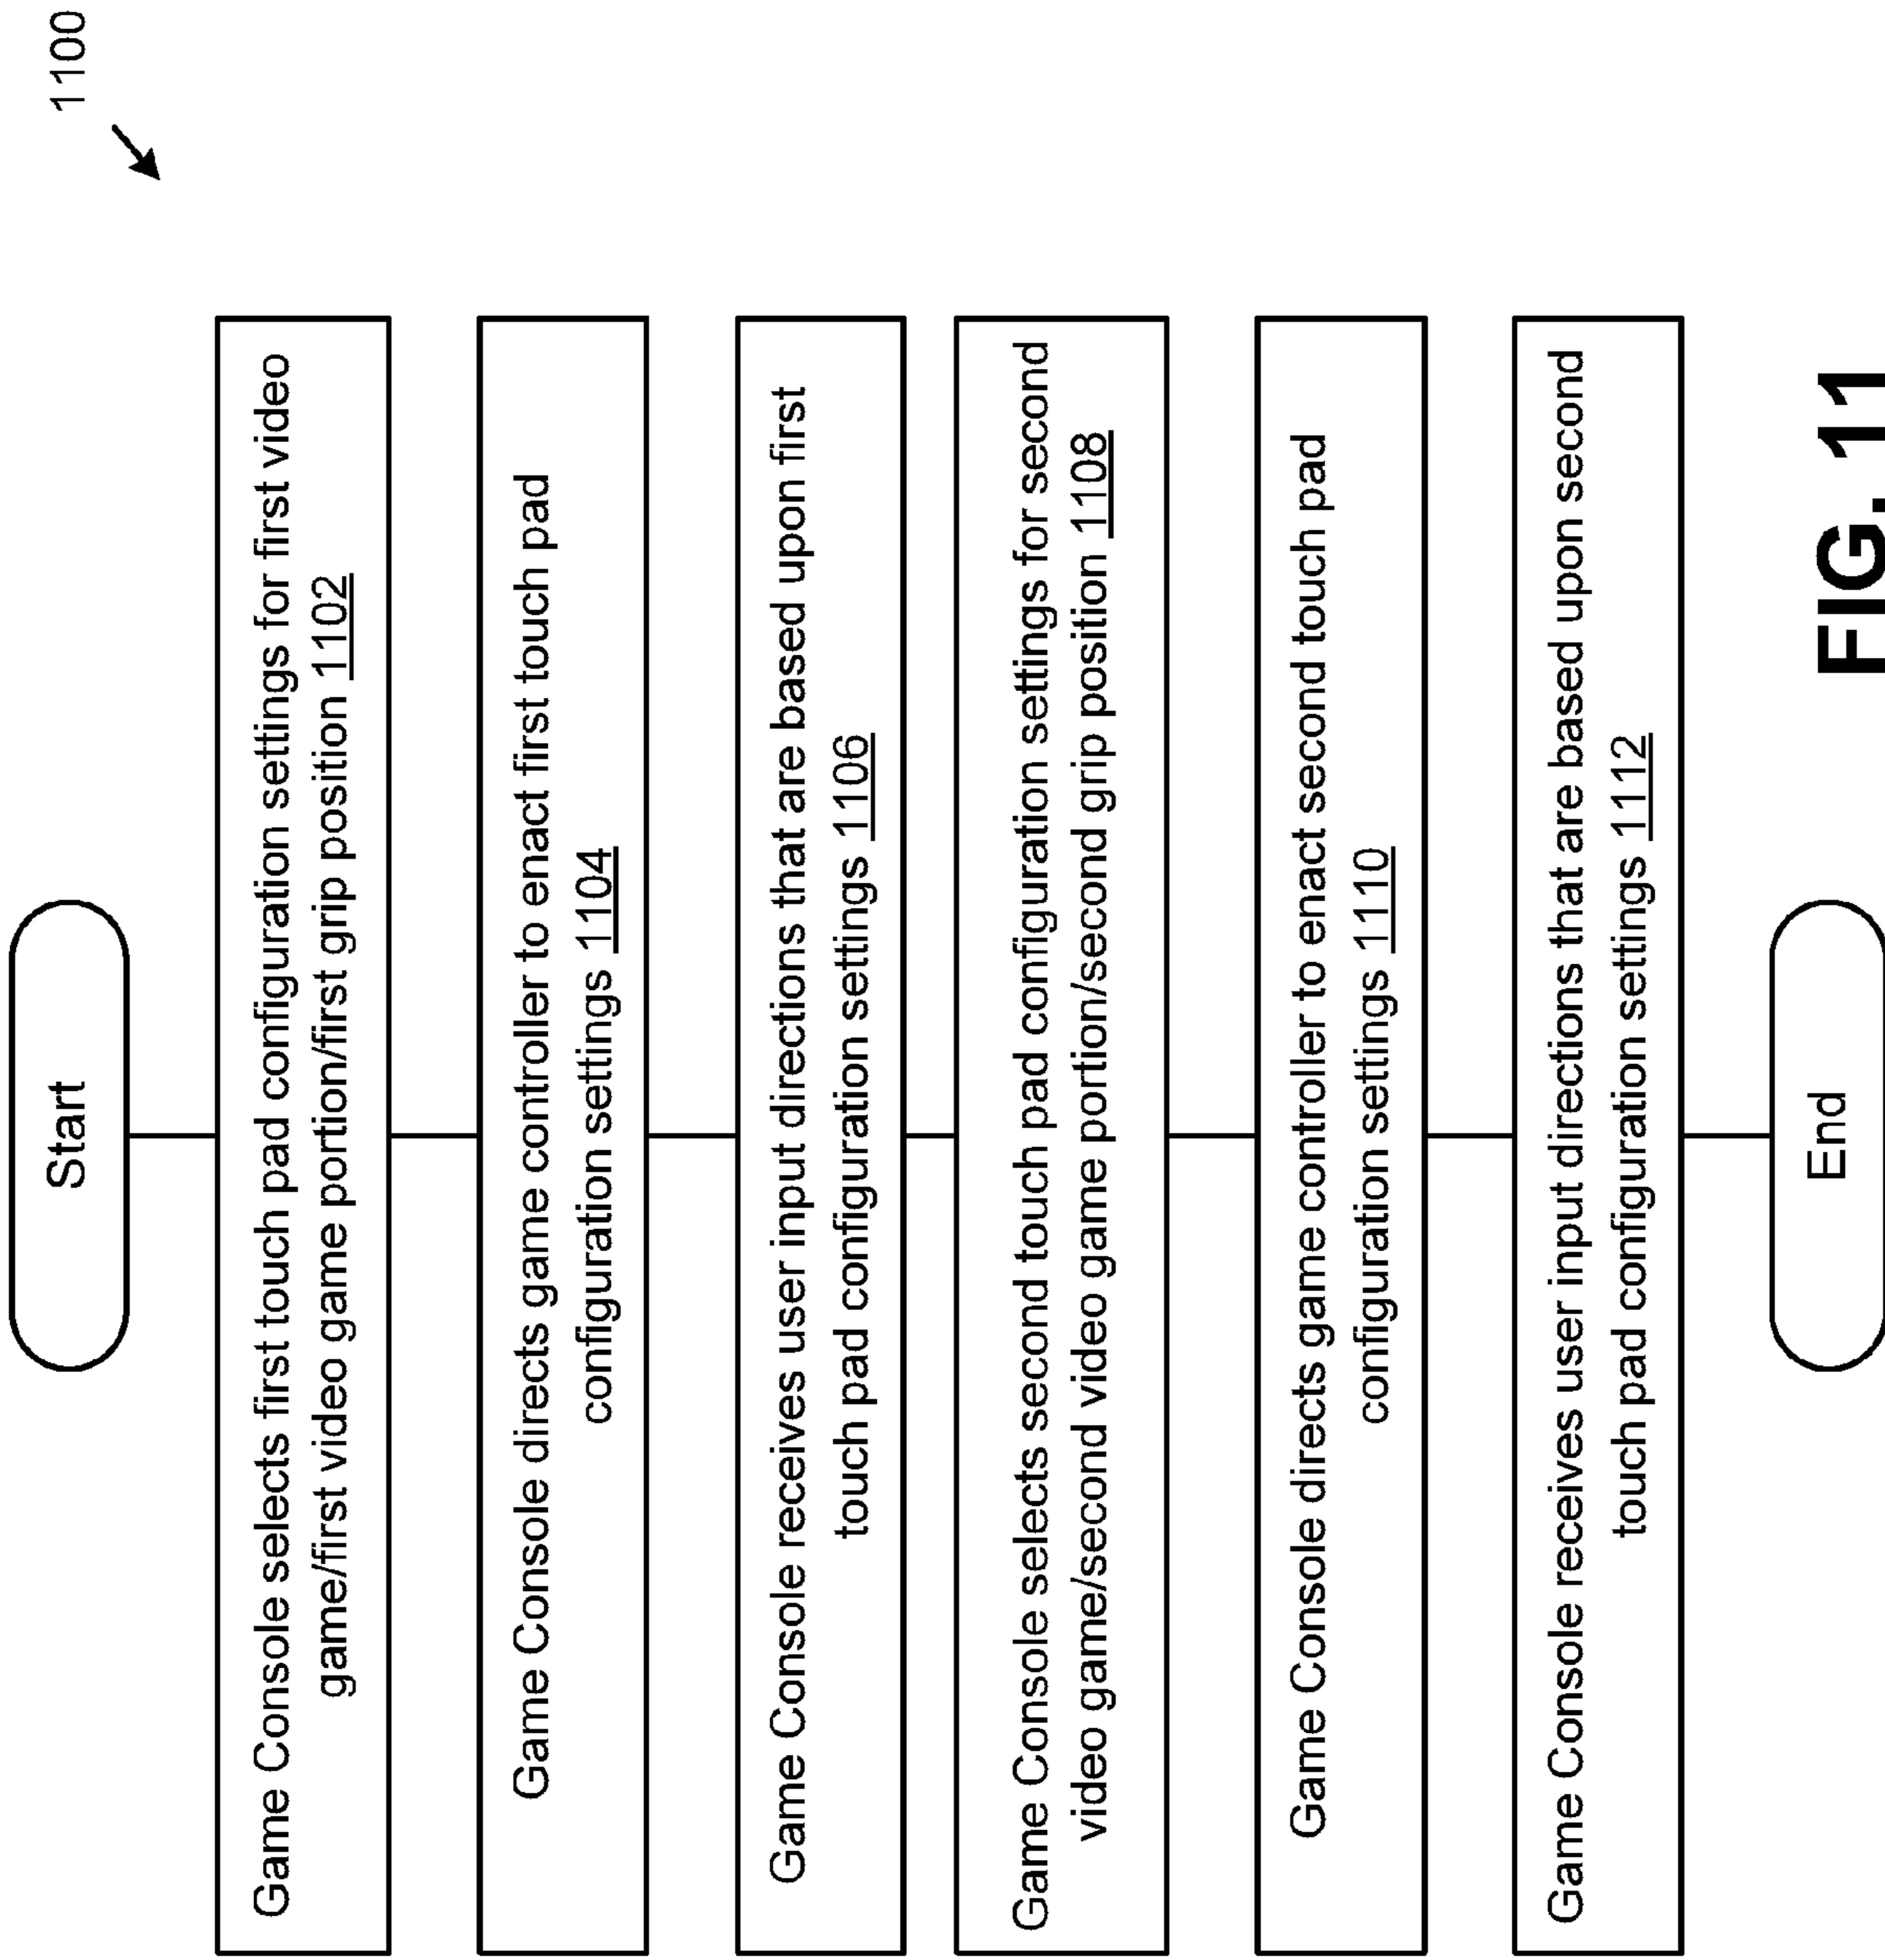 1100
Start
Game Console selects first touch pad configuration settings for first video
game/first video game portion/first grip position 1102
Game Console directs game controller to enact first touch pad
configuration settings 1104
Game Console receives user input directions that are based upon first
touch pad configuration settings 1106
Game Console selects second touch pad configuration settings for second
video game/second video game portion/second grip position 1108
Game Console directs game controller to enact second touch pad
configuration settings 1110
Game Console receives user input directions that are based upon second
touch pad configuration settings 1112
End
FIG. 11